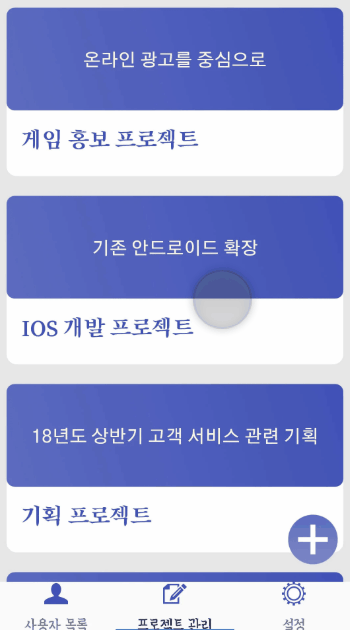 온라인 광고를 중심으로
게임 홍보 프로젝트
기존 안드로이드 확장
IOS 개발 프로젝트
18년도 상반기 고객 서비스 관련 기획
기획 프로젝트
사용자 목록
프로젝트 관리
설정